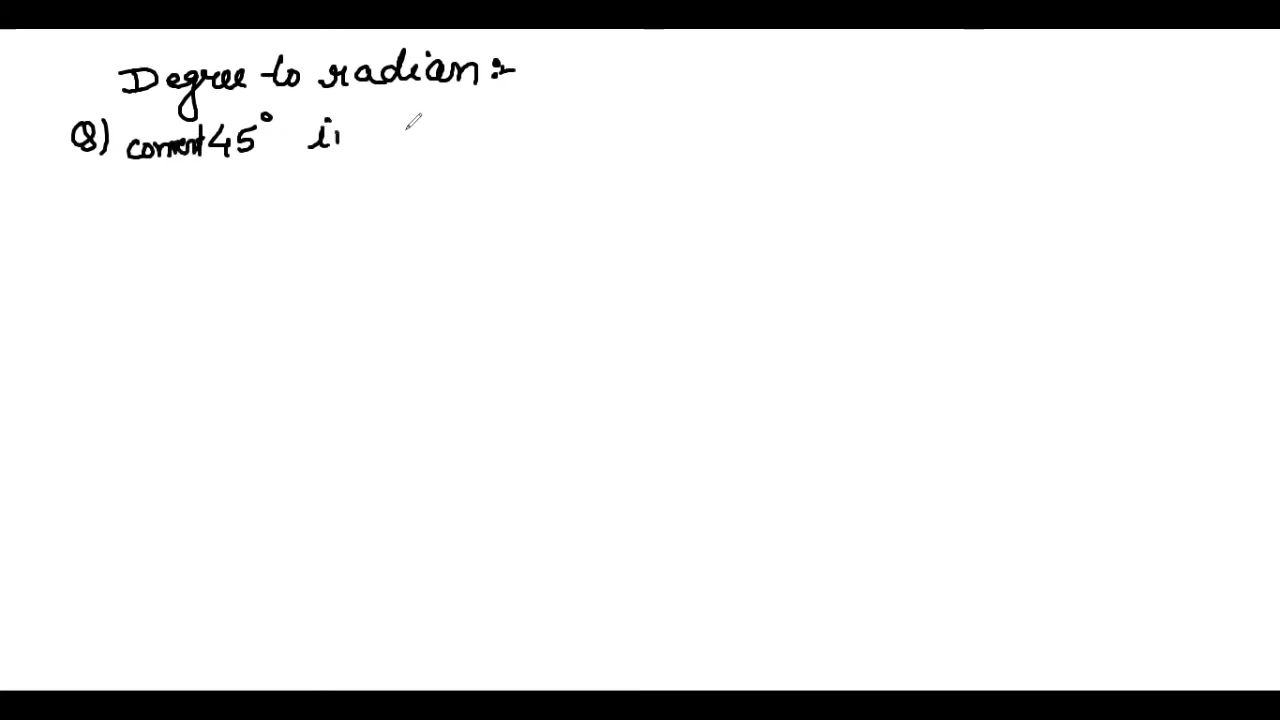 Degree to radian :-
Q) convert 45°